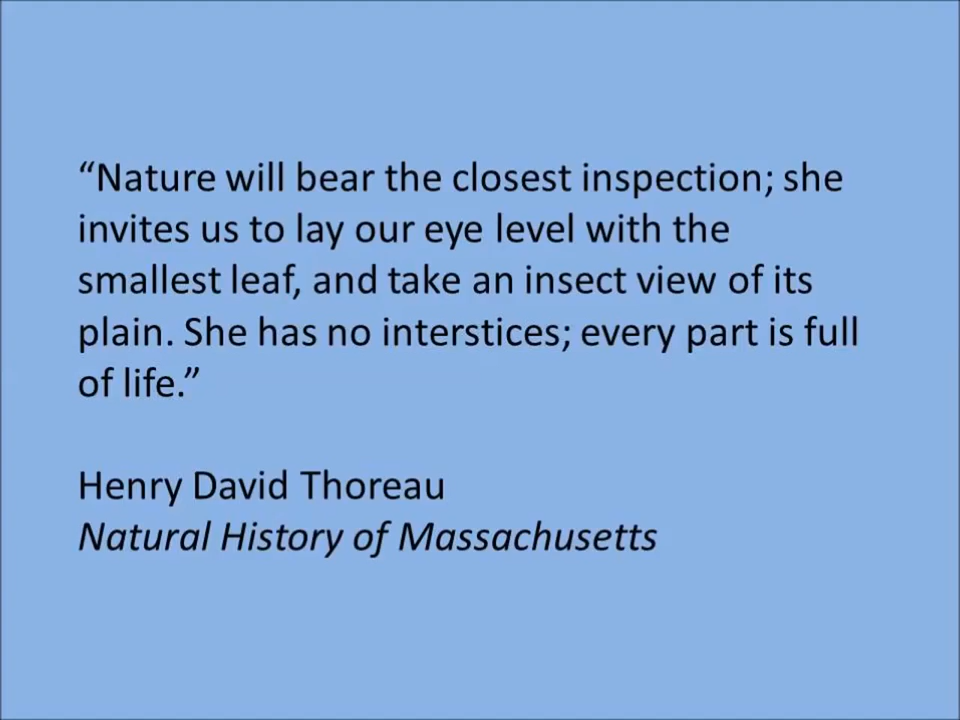 “Nature will bear the closest inspection; she
invites us to lay our eye level with the
smallest leaf, and take an insect view of its
plain. She has no interstices; every part is full
of life.”
Henry David Thoreau
Natural History of Massachusetts